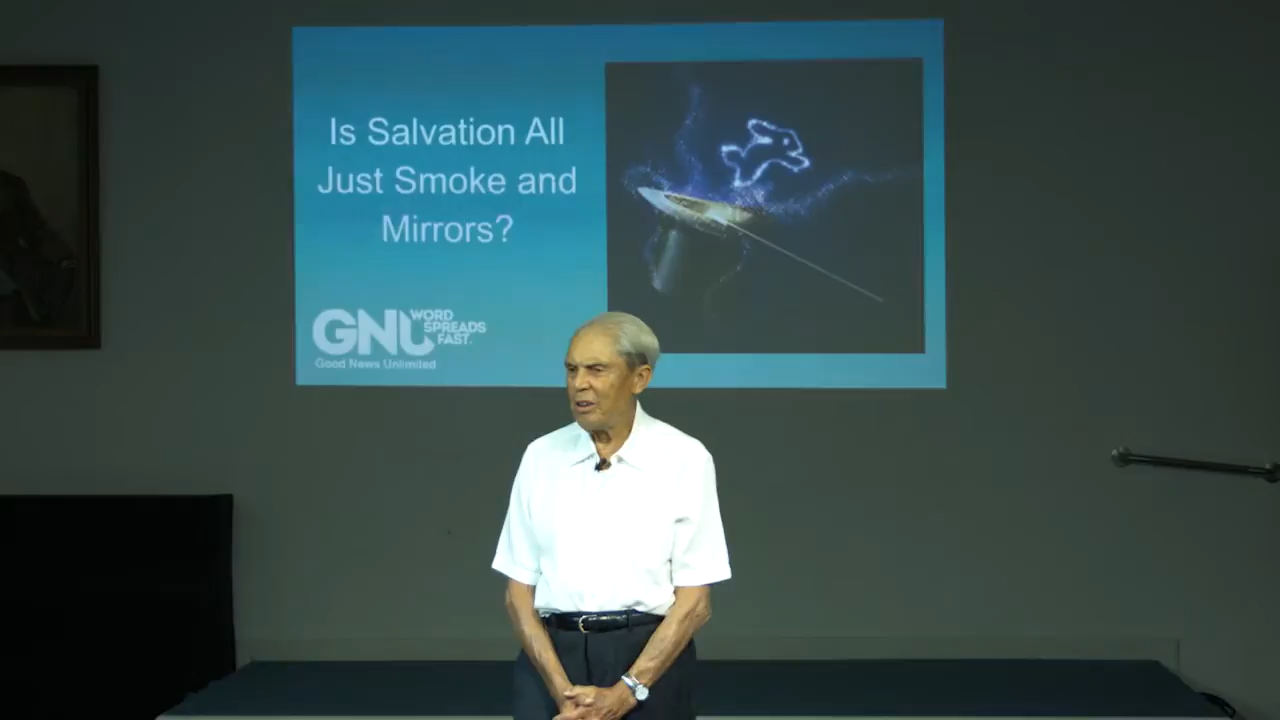 Is Salvation All
Just Smoke and
Mirrors?
GNU WORD
SPREADS
FAST.
Good News Unlimited